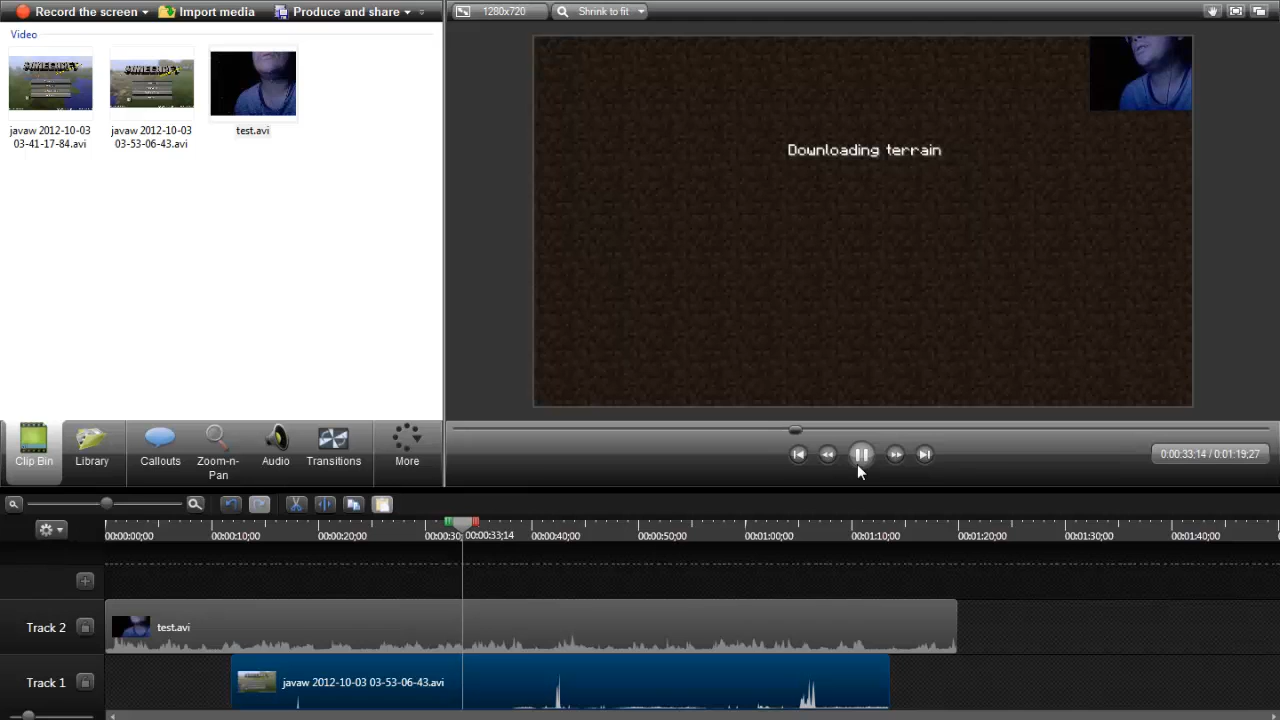 Record the screen
Import media
Produce and share
1280x720
Shrink to fit
Video
javaw 2012-10-03
03-41-17-84.avi
javaw 2012-10-03
03-53-06-43.avi
test.avi
MINECRAFT
MINECRAFT
Downloading terrain
Clip Bin
Library
Callouts
Zoom-n-
Pan
Audio
Transitions
More
0:00:33;14 / 0:01:19;27
00:00:00;00
00:00:10;00
00:00:20;00
00:00:30;
00:00:33;14
00:00:40;00
00:00:50;00
00:01:00;00
00:01:10;00
00:01:20;00
00:01:30;00
00:01:40;00
Track 2
test.avi
Track 1
javaw 2012-10-03 03-53-06-43.avi